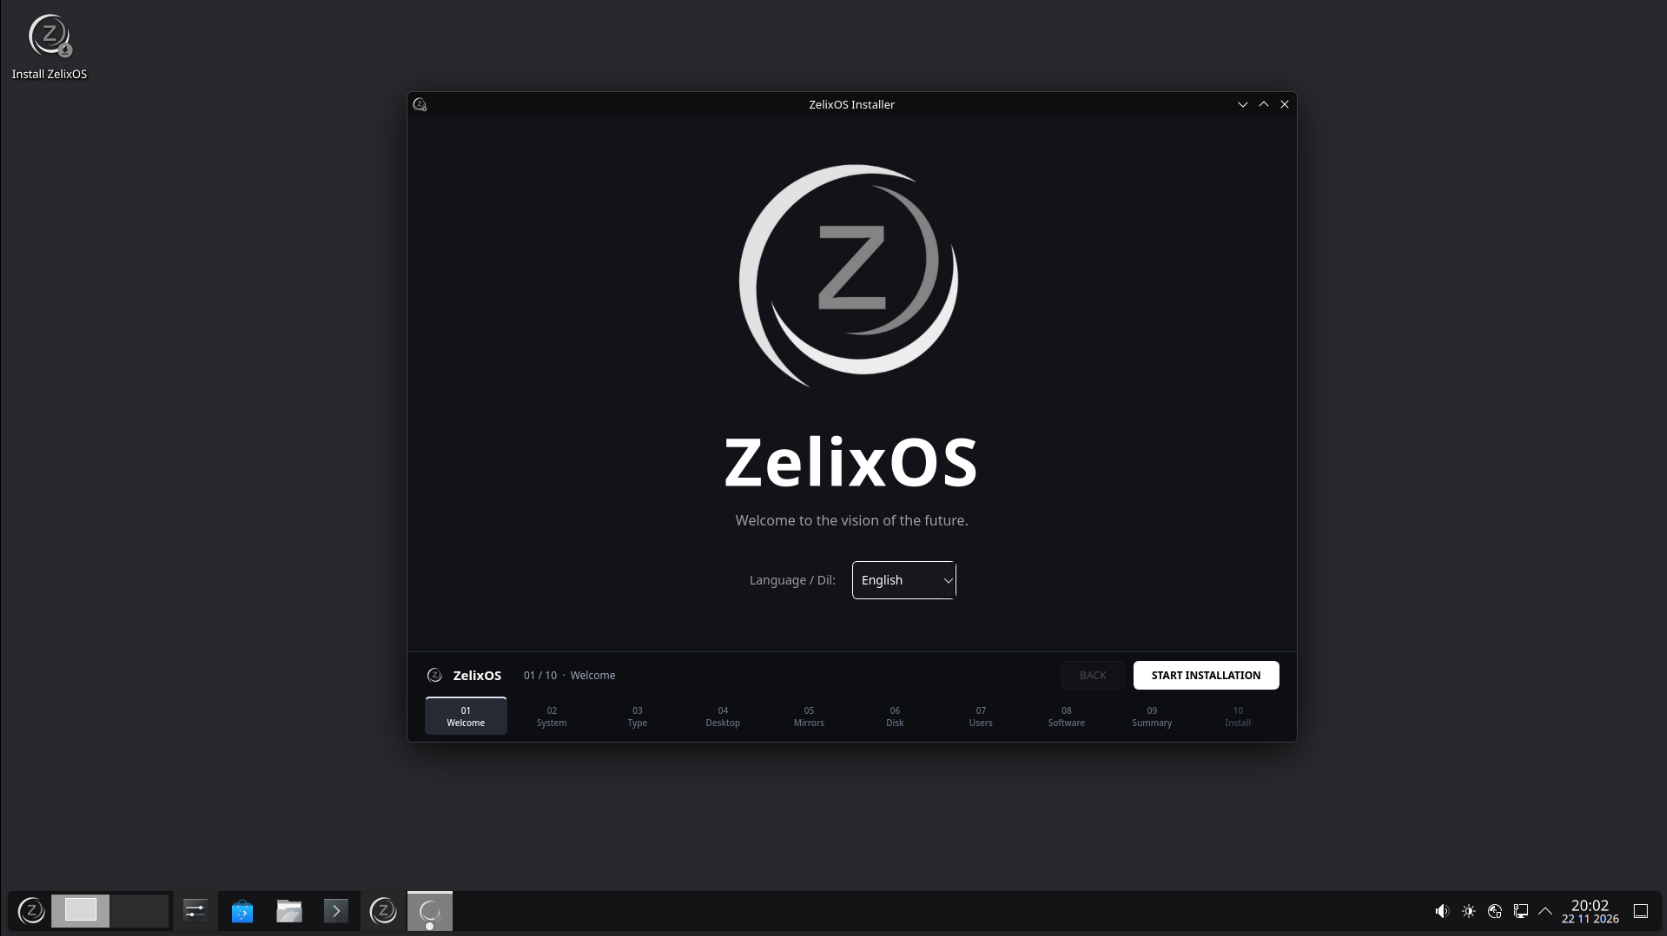 Install ZelixOS
ZelixOS Installer
Z
ZelixOS
Welcome to the vision of the future.
Language / Dil:
English
ZelixOS
01 / 10 · Welcome
BACK
START INSTALLATION
01
Welcome
02
System
03
Type
04
Desktop
05
Mirrors
06
Disk
07
Users
08
Software
09
Summary
10
Install
20:02
22 11 2026